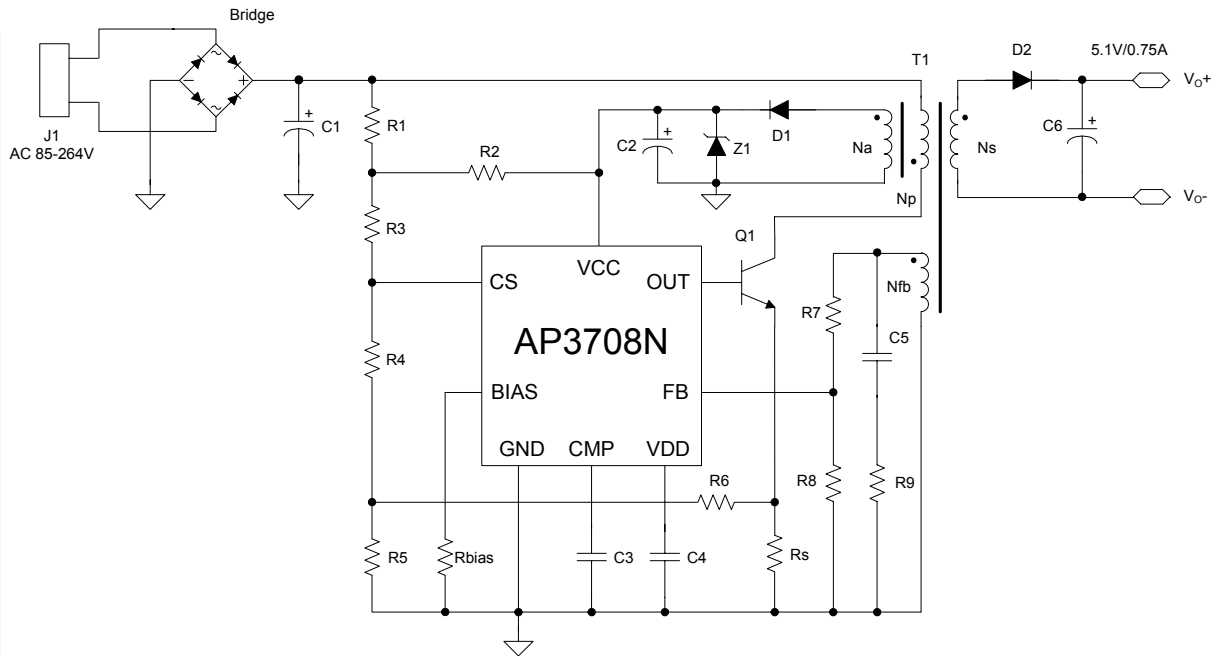 Bridge
~
~
−
+
J1
AC 85-264V
+
C1
R1
R2
R3
R4
R5
C2
+
Z1
D1
Na
Np
T1
Ns
D2
5.1V/0.75A
C6
+
VO+
VO-
Q1
VCC
CS
OUT
AP3708N
BIAS
FB
GND
CMP
VDD
R6
Rbias
C3
C4
Rs
R7
C5
Nfb
R8
R9